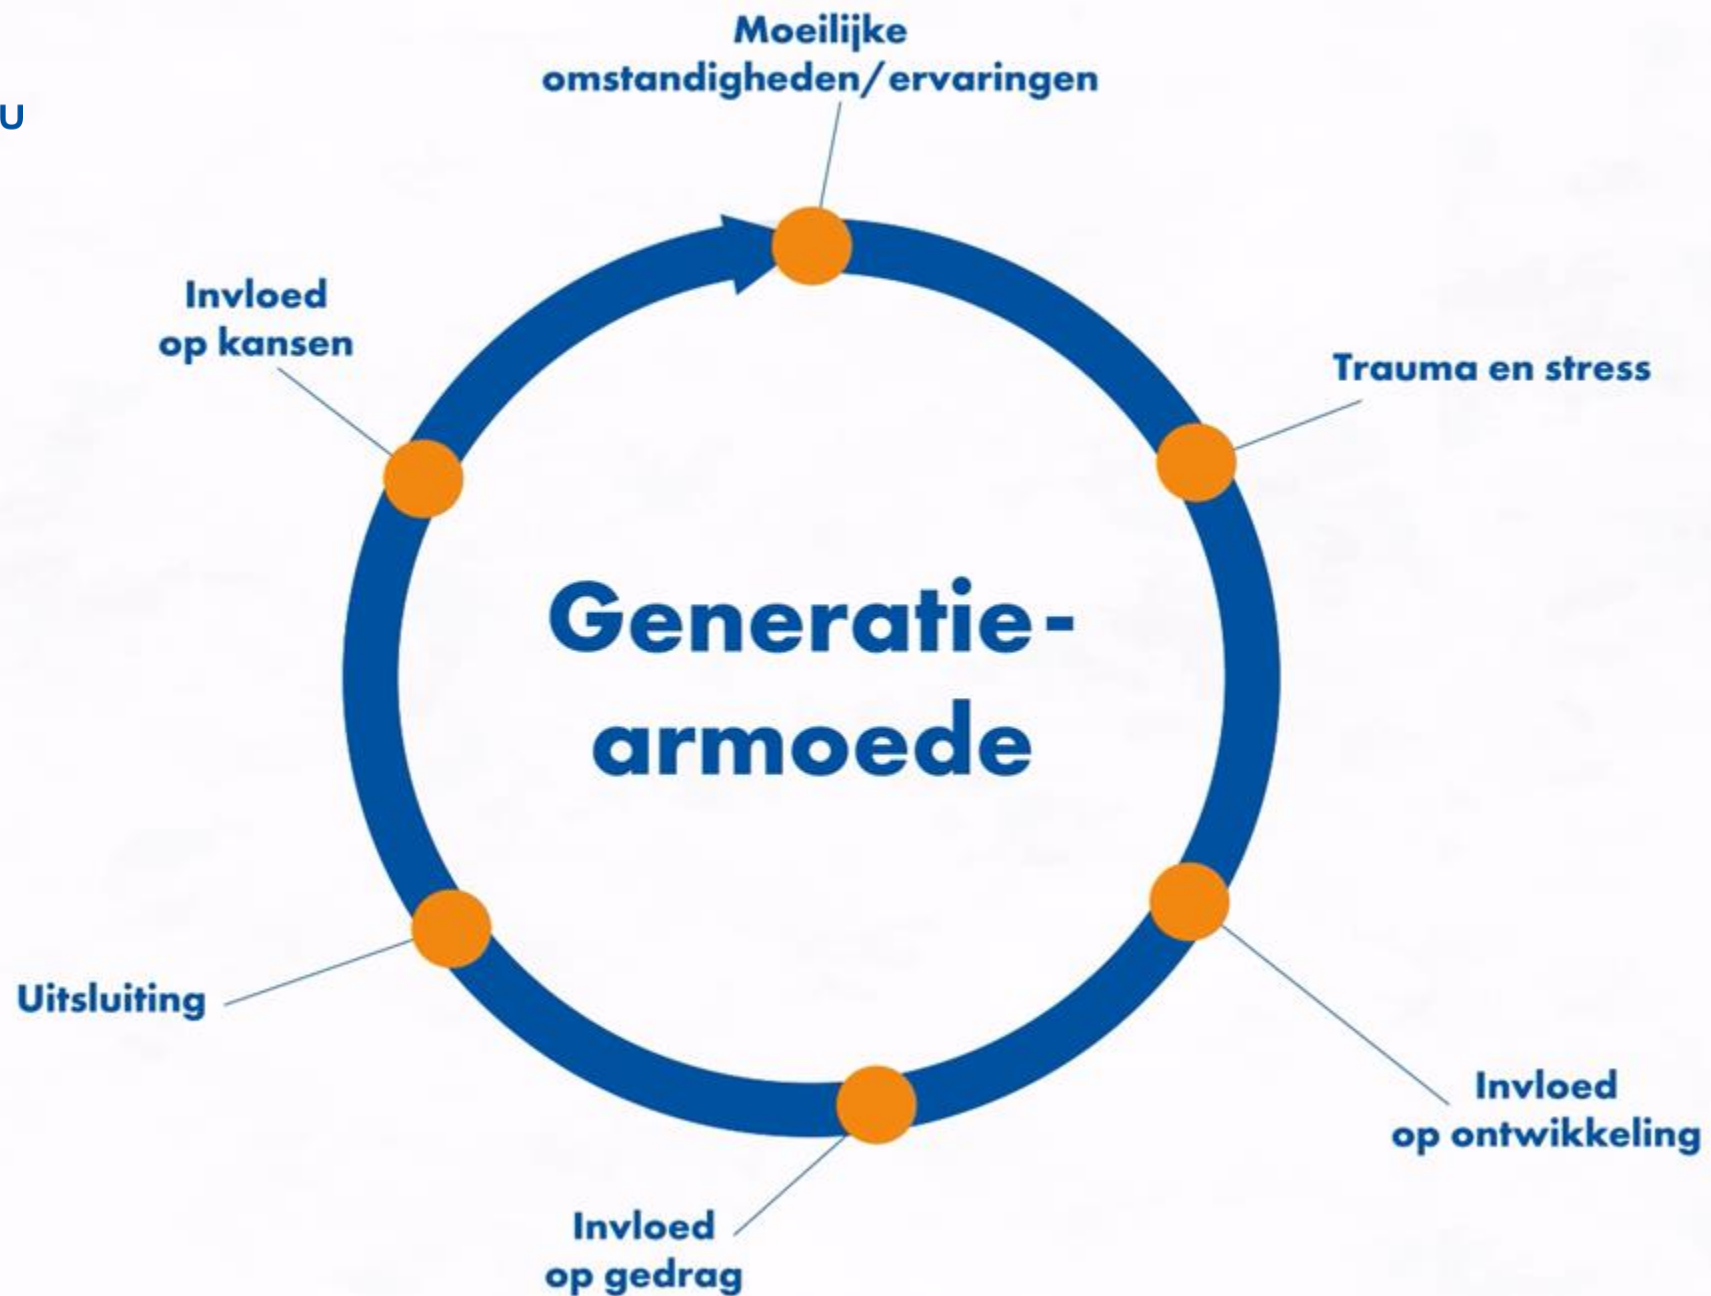 Moeilijke
omstandigheden/ervaringen
U
Invloed
op kansen
Trauma en stress
Generatie-
armoede
Uitsluiting
Invloed
op ontwikkeling
Invloed
op gedrag